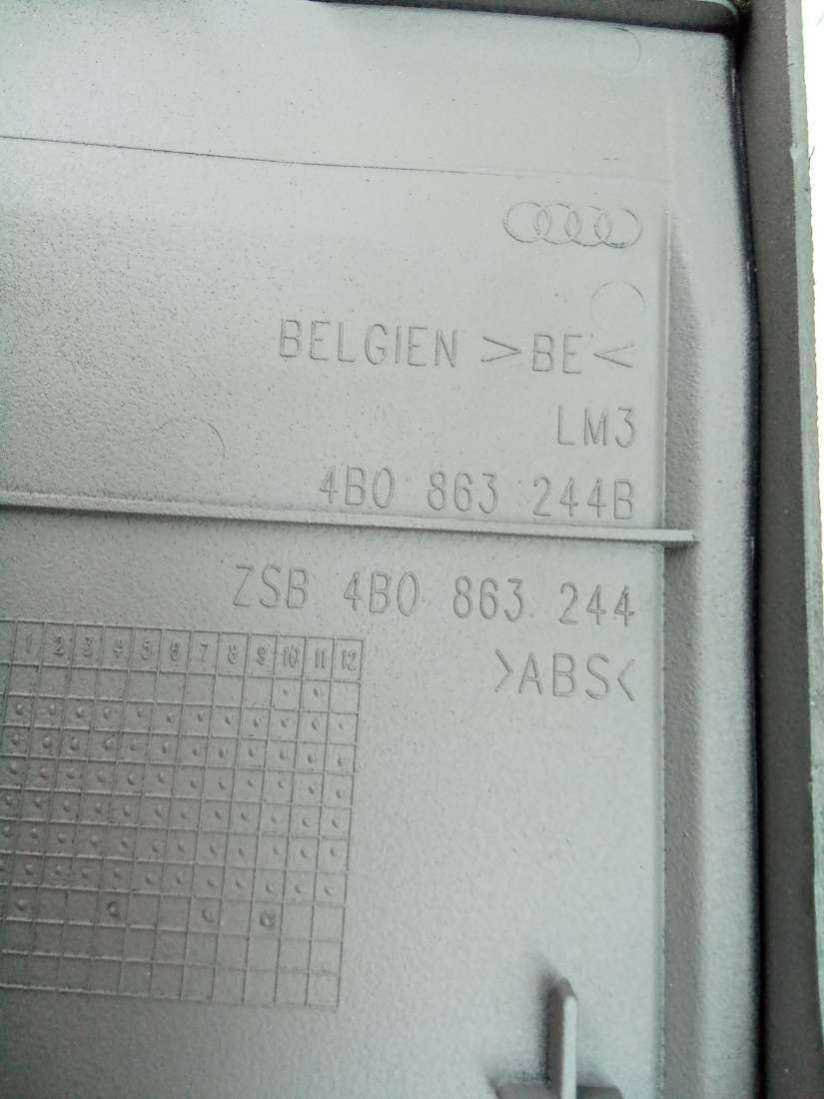 BELGIEN >BE<
LM3
4B0 863 244B
ZSB 4B0 863 244
>ABS<
1 2 3 4 5 6 7 8 9 10 11 12